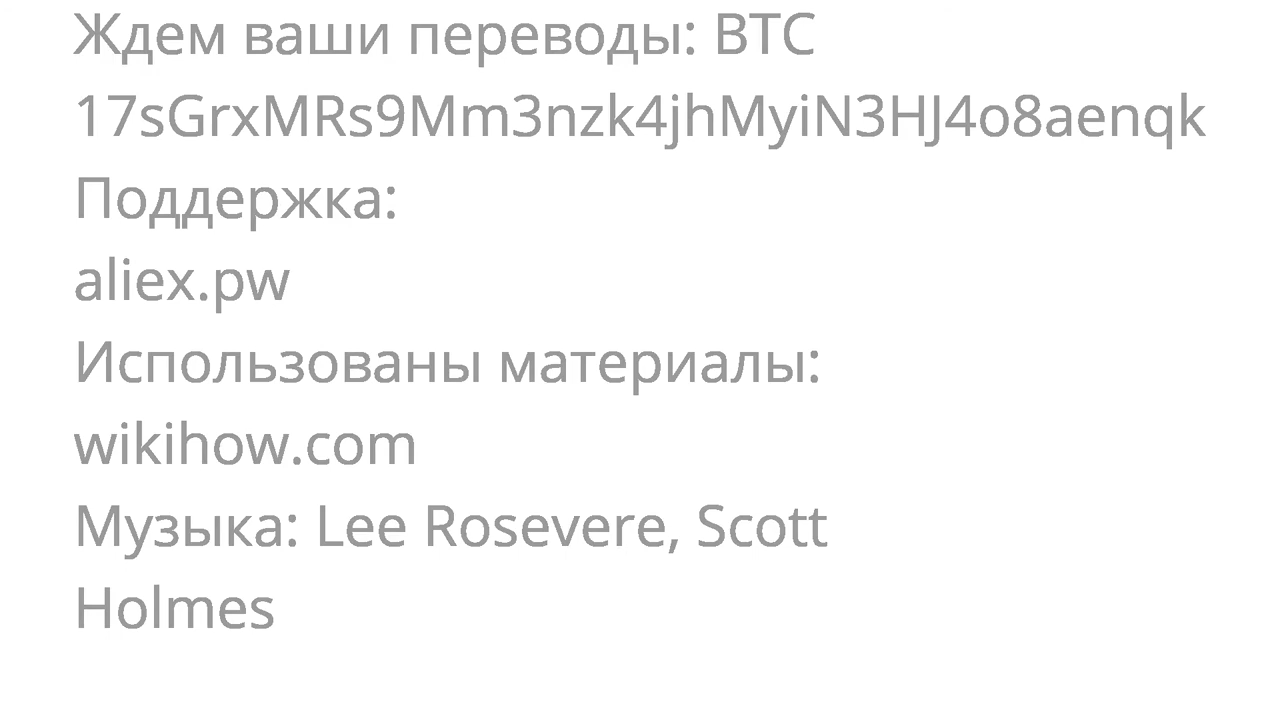 Ждем ваши переводы: BTC
17sGrxMRs9Mm3nzk4jhMyiN3HJ4o8aenqk
Поддержка:
aliex.pw
Использованы материалы:
wikihow.com
Музыка: Lee Rosevere, Scott
Holmes